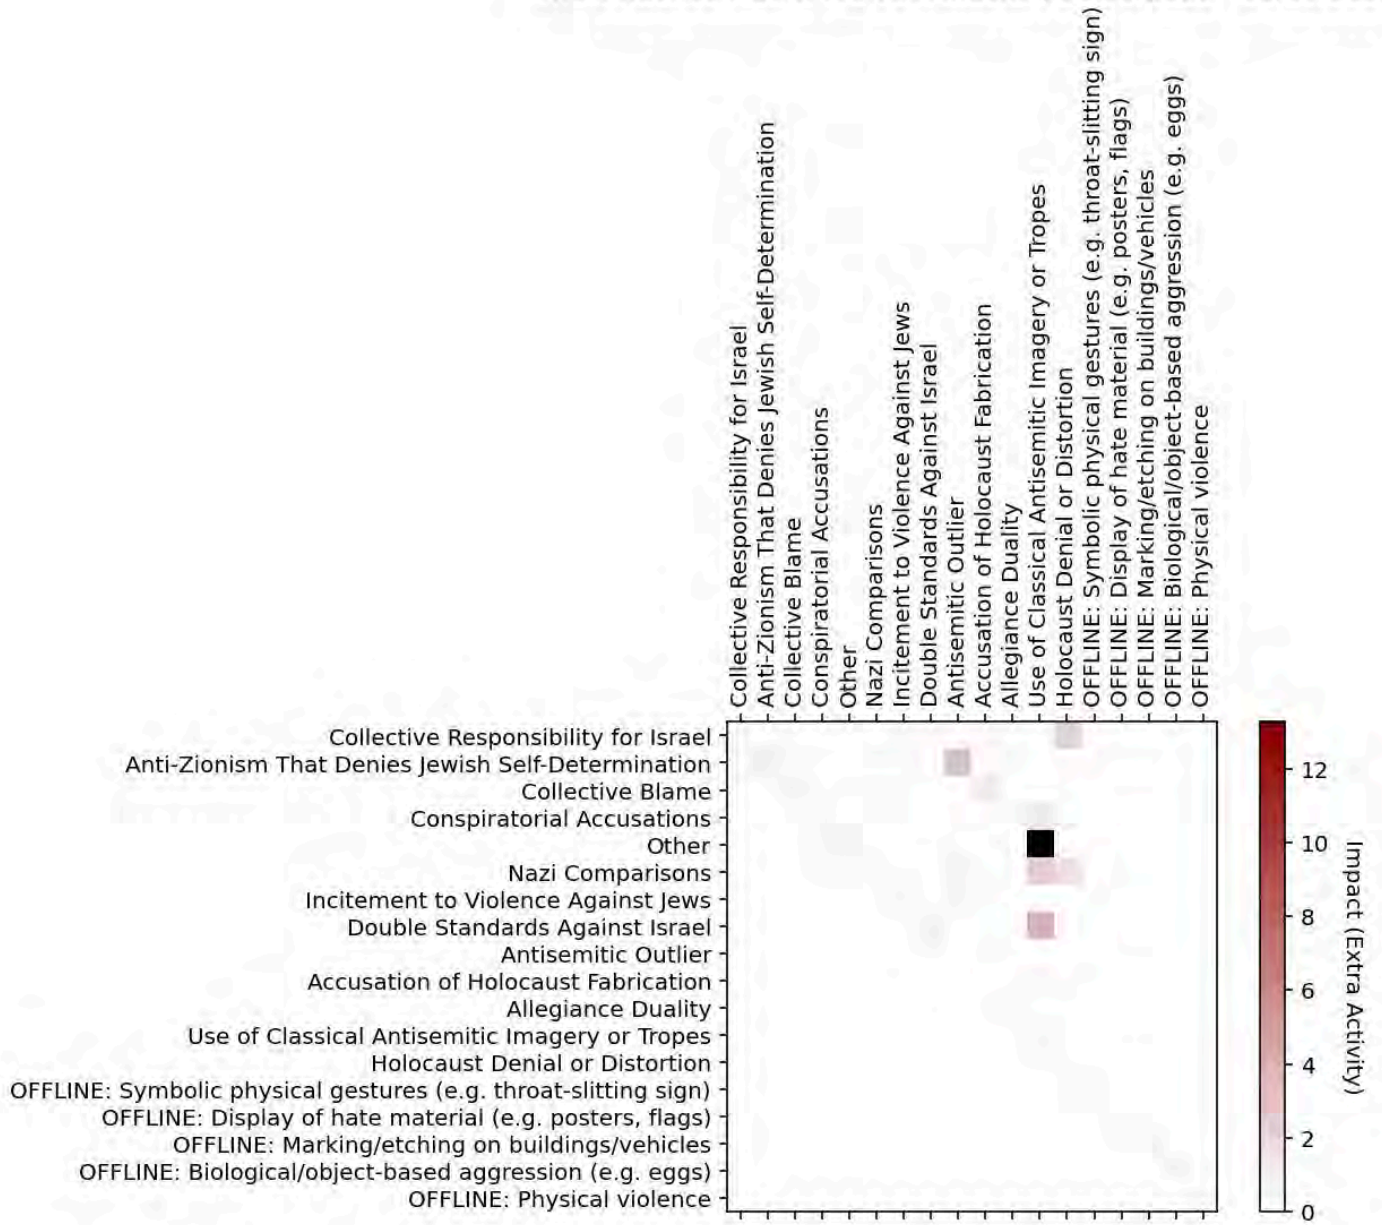 Collective Responsibility for Israel
Anti-Zionism That Denies Jewish Self-Determination
Collective Blame
Conspiratorial Accusations
Other
Nazi Comparisons
Incitement to Violence Against Jews
Double Standards Against Israel
Antisemitic Outlier
Accusation of Holocaust Fabrication
Allegiance Duality
Use of Classical Antisemitic Imagery or Tropes
Holocaust Denial or Distortion
OFFLINE: Symbolic physical gestures (e.g. throat-slitting sign)
OFFLINE: Display of hate material (e.g. posters, flags)
OFFLINE: Marking/etching on buildings/vehicles
OFFLINE: Biological/object-based aggression (e.g. eggs)
OFFLINE: Physical violence
Collective Responsibility for Israel
Anti-Zionism That Denies Jewish Self-Determination
Collective Blame
Conspiratorial Accusations
Other
Nazi Comparisons
Incitement to Violence Against Jews
Double Standards Against Israel
Antisemitic Outlier
Accusation of Holocaust Fabrication
Allegiance Duality
Use of Classical Antisemitic Imagery or Tropes
Holocaust Denial or Distortion
OFFLINE: Symbolic physical gestures (e.g. throat-slitting sign)
OFFLINE: Display of hate material (e.g. posters, flags)
OFFLINE: Marking/etching on buildings/vehicles
OFFLINE: Biological/object-based aggression (e.g. eggs)
OFFLINE: Physical violence
12
10
8
6
4
2
0
Impact (Extra Activity)